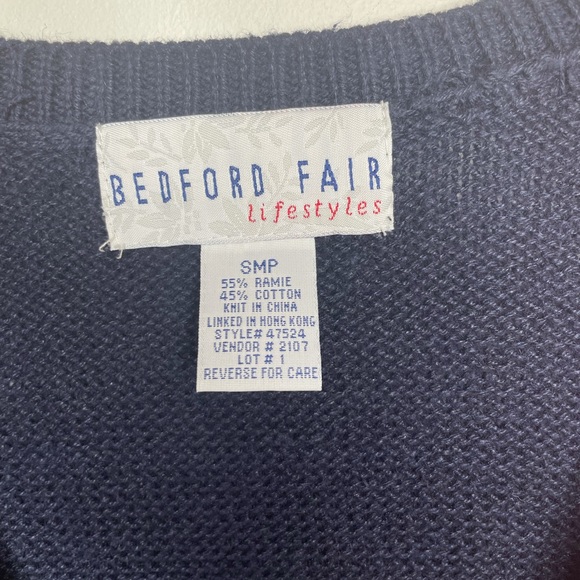 BEDFORD FAIR
lifestyles
SMP
55% RAMIE
45% COTTON
KNIT IN CHINA
LINKED IN HONG KONG
STYLE# 47524
VENDOR # 2107
LOT # 1
REVERSE FOR CARE